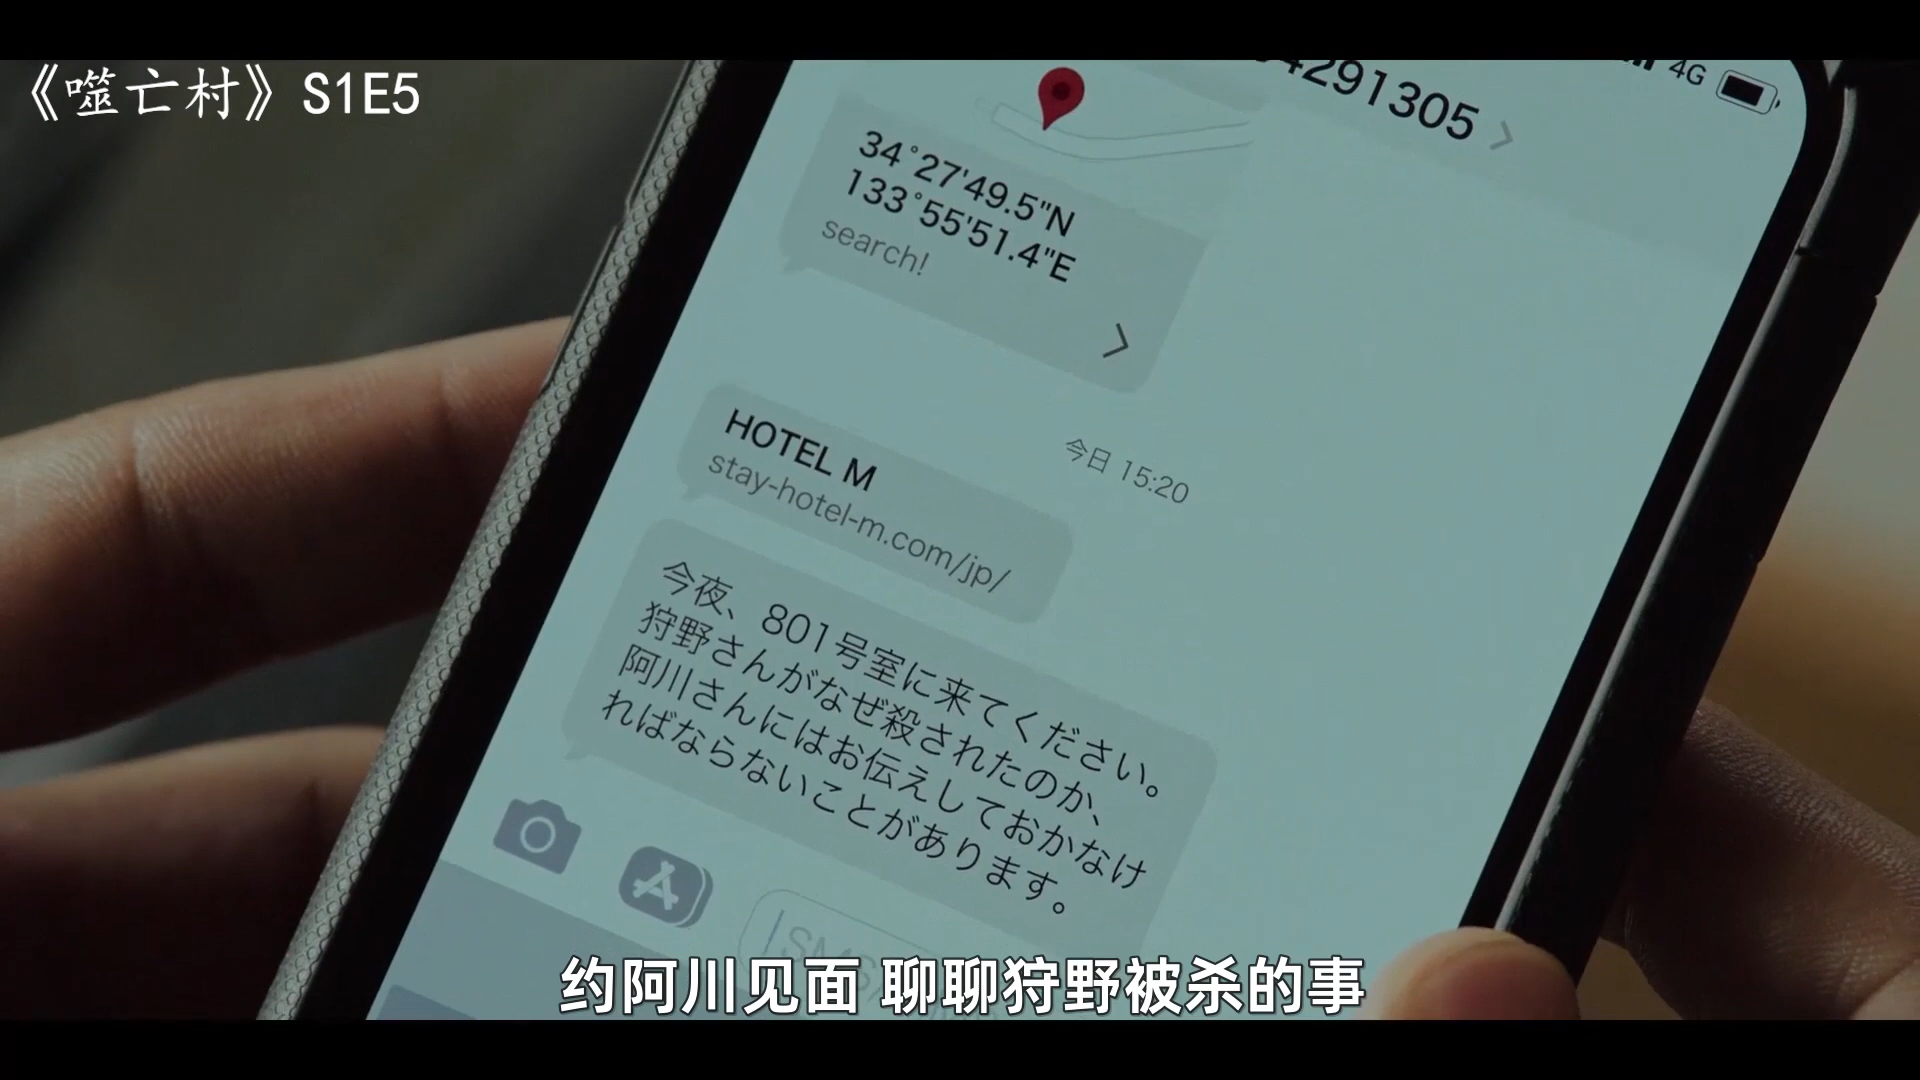 《噬亡村》S1E5
4G
4291305
34°27'49.5"N
133°55'51.4"E
search!
今日 15:20
HOTEL M
stay-hotel-m.com/jp/
今夜、801号室に来てください。
狩野さんがなぜ殺されたのか、
阿川さんにはお伝えしておかなけ
ればならないことがあります。
约阿川见面 聊聊狩野被杀的事